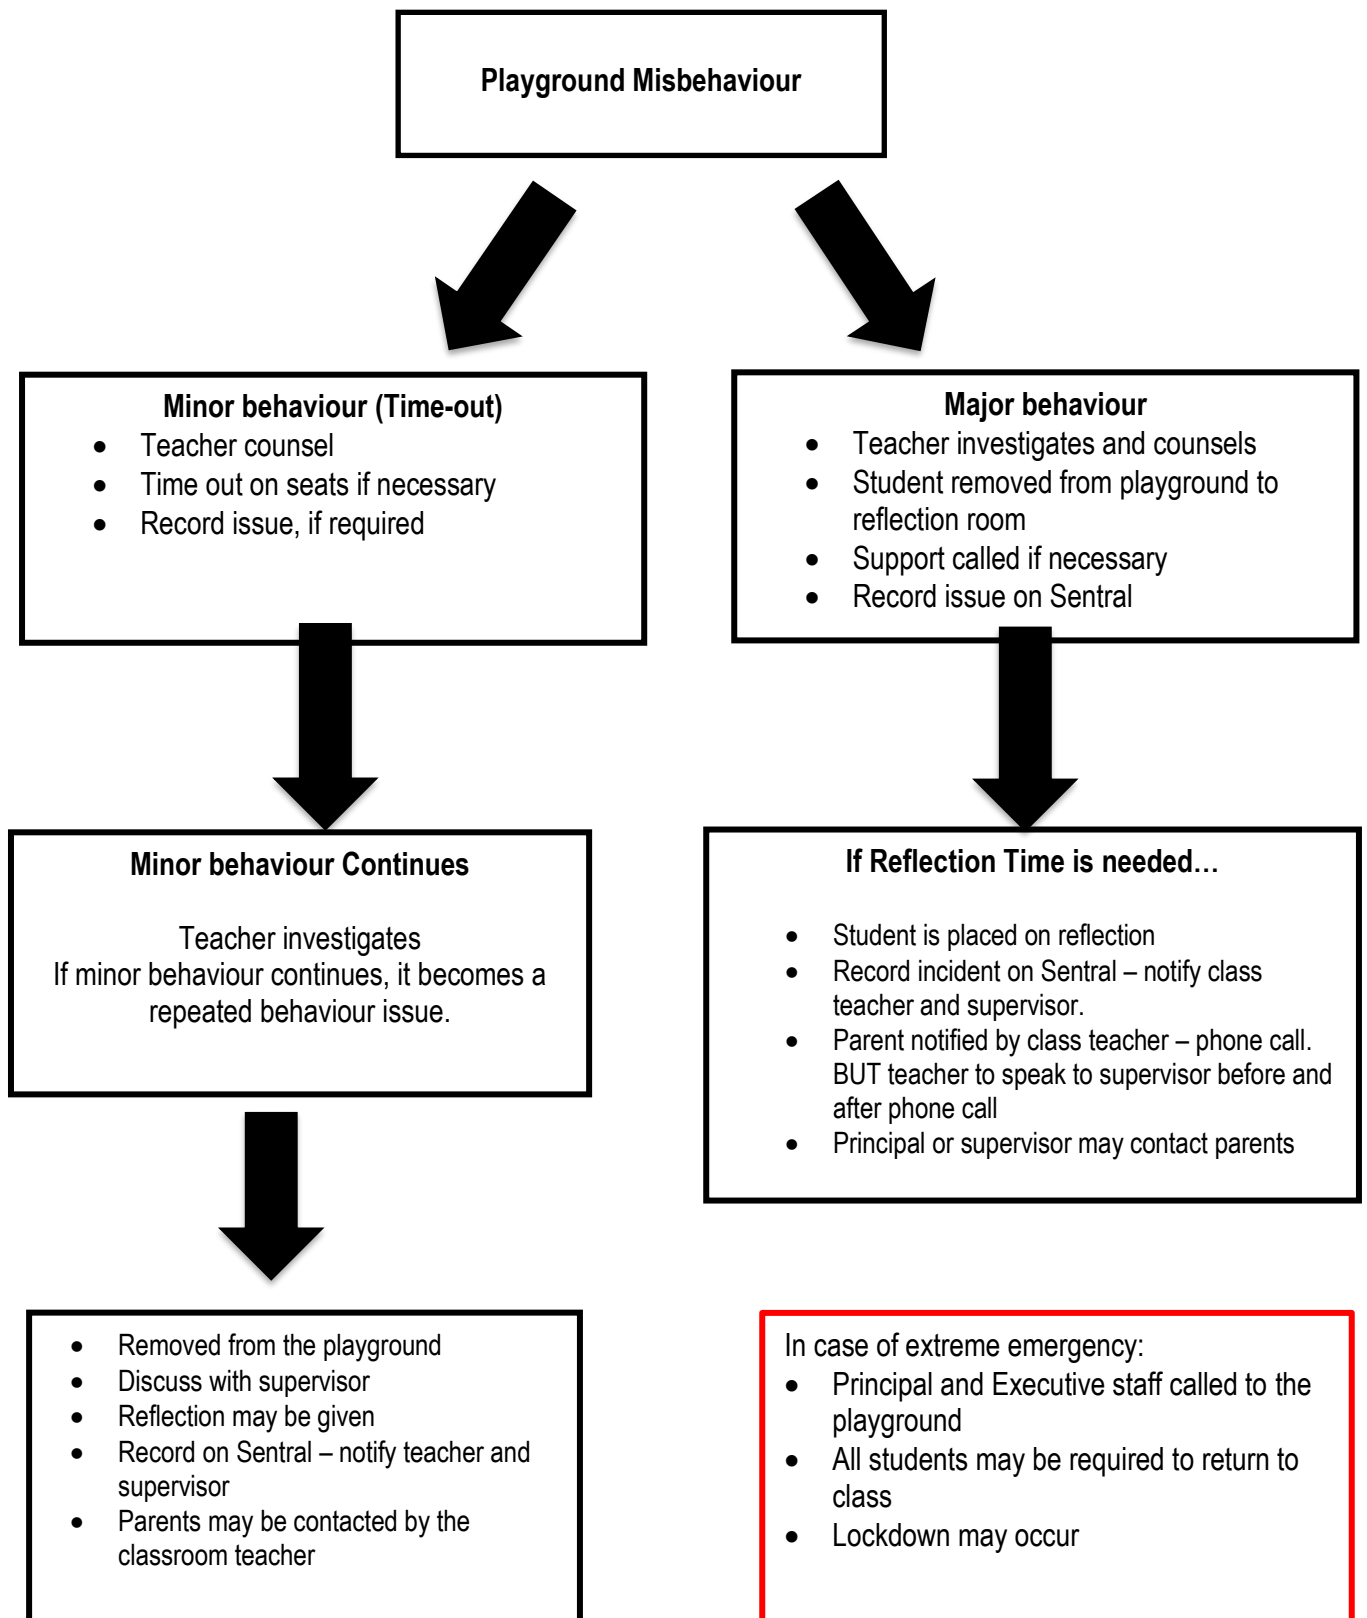 Playground Misbehaviour
Minor behaviour (Time-out)
• Teacher counsel
• Time out on seats if necessary
• Record issue, if required
Major behaviour
• Teacher investigates and counsels
• Student removed from playground to
reflection room
• Support called if necessary
• Record issue on Sentral
Minor behaviour Continues
Teacher investigates
If minor behaviour continues, it becomes a
repeated behaviour issue.
If Reflection Time is needed…
• Student is placed on reflection
• Record incident on Sentral – notify class
teacher and supervisor.
• Parent notified by class teacher – phone call.
BUT teacher to speak to supervisor before and
after phone call
• Principal or supervisor may contact parents
• Removed from the playground
• Discuss with supervisor
• Reflection may be given
• Record on Sentral – notify teacher and
supervisor
• Parents may be contacted by the
classroom teacher
In case of extreme emergency:
• Principal and Executive staff called to the
playground
• All students may be required to return to
class
• Lockdown may occur